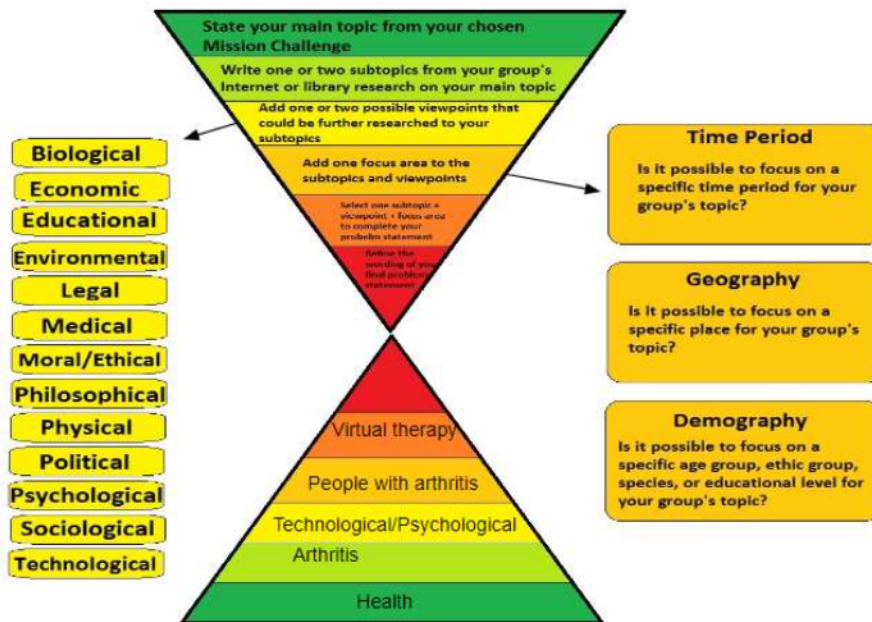 State your main topic from your chosen
Mission Challenge
Write one or two subtopics from your group's
Internet or library research on your main topic
Add one or two possible viewpoints that
could be further researched to your
subtopics
Add one focus area to the
subtopics and viewpoints
Select one subtopic +
viewpoint + focus area
to complete your
probelm statement
Refine the
wording of your
final problem
statement
Biological
Economic
Educational
Environmental
Legal
Medical
Moral/Ethical
Philosophical
Physical
Political
Psychological
Sociological
Technological
Time Period
Is it possible to focus on a
specific time period for your
group's topic?
Geography
Is it possible to focus on a
specific place for your group's
topic?
Demography
Is it possible to focus on a
specific age group, ethic group,
species, or educational level for
your group's topic?
Virtual therapy
People with arthritis
Technological/Psychological
Arthritis
Health